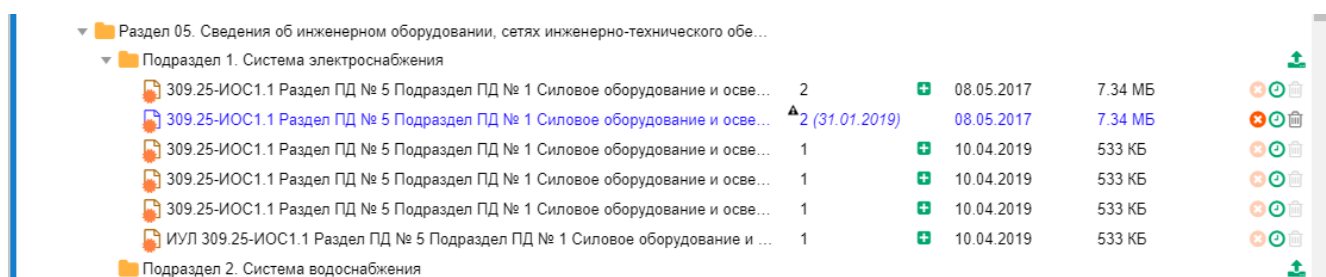 Раздел 05. Сведения об инженерном оборудовании, сетях инженерно-технического обе...
Подраздел 1. Система электроснабжения
309.25-ИОС1.1 Раздел ПД № 5 Подраздел ПД № 1 Силовое оборудование и осве... 2 08.05.2017 7.34 МБ
309.25-ИОС1.1 Раздел ПД № 5 Подраздел ПД № 1 Силовое оборудование и осве... 2 (31.01.2019) 08.05.2017 7.34 МБ
309.25-ИОС1.1 Раздел ПД № 5 Подраздел ПД № 1 Силовое оборудование и осве... 1 10.04.2019 533 КБ
309.25-ИОС1.1 Раздел ПД № 5 Подраздел ПД № 1 Силовое оборудование и осве... 1 10.04.2019 533 КБ
309.25-ИОС1.1 Раздел ПД № 5 Подраздел ПД № 1 Силовое оборудование и осве... 1 10.04.2019 533 КБ
ИУЛ 309.25-ИОС1.1 Раздел ПД № 5 Подраздел ПД № 1 Силовое оборудование и ... 1 10.04.2019 533 КБ
Подраздел 2. Система водоснабжения